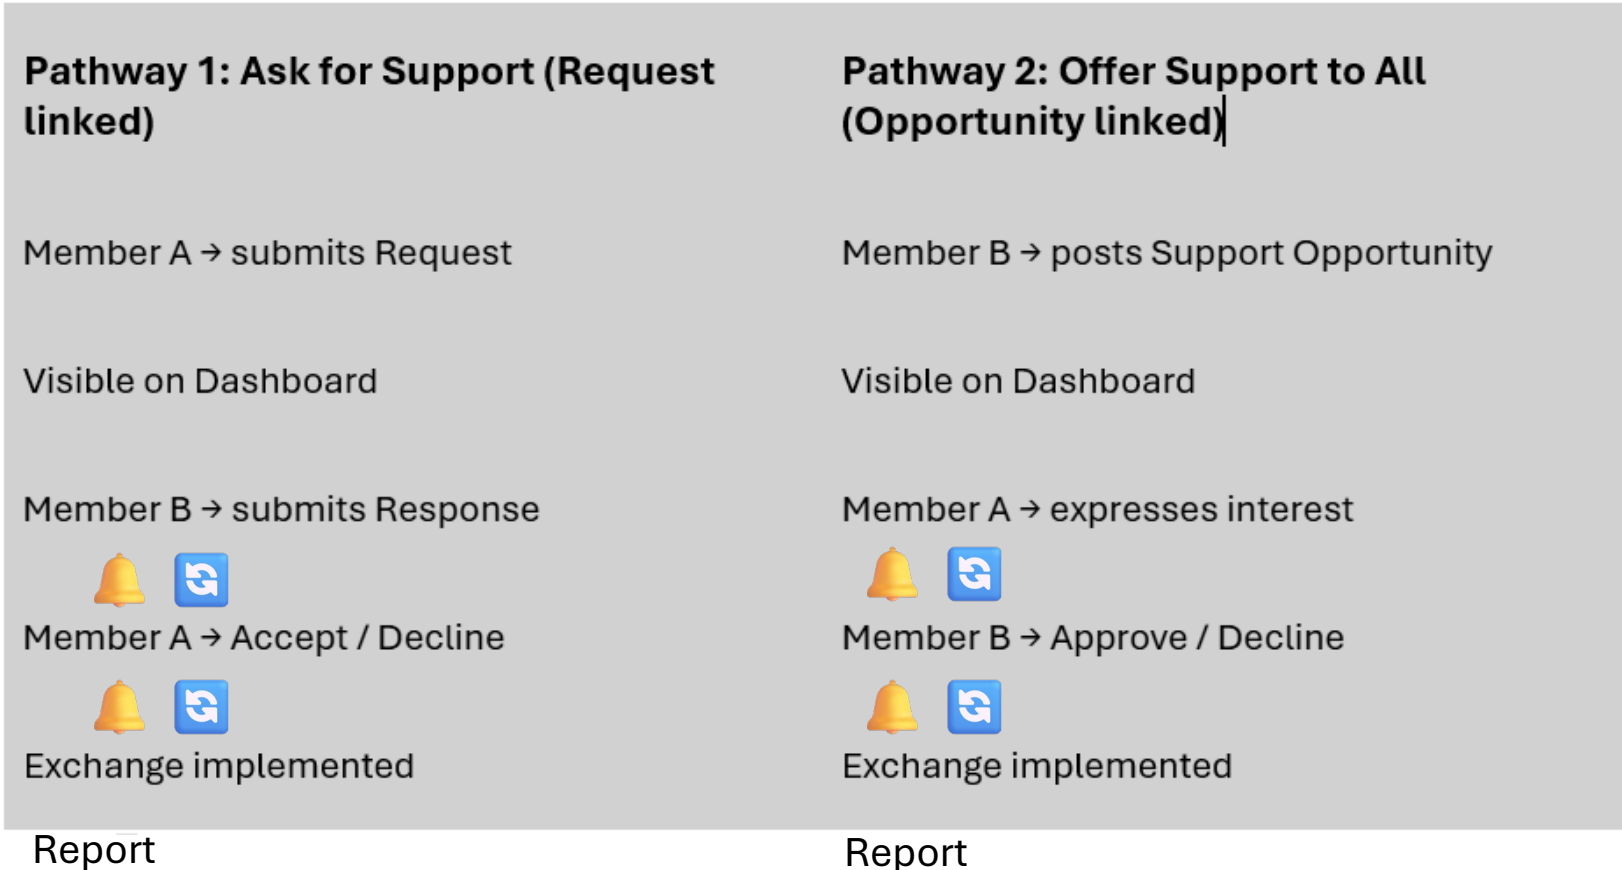 Pathway 1: Ask for Support (Request
linked)
Member A → submits Request
Visible on Dashboard
Member B → submits Response
Member A → Accept / Decline
Exchange implemented
Report
Pathway 2: Offer Support to All
(Opportunity linked)
Member B → posts Support Opportunity
Visible on Dashboard
Member A → expresses interest
Member B → Approve / Decline
Exchange implemented
Report